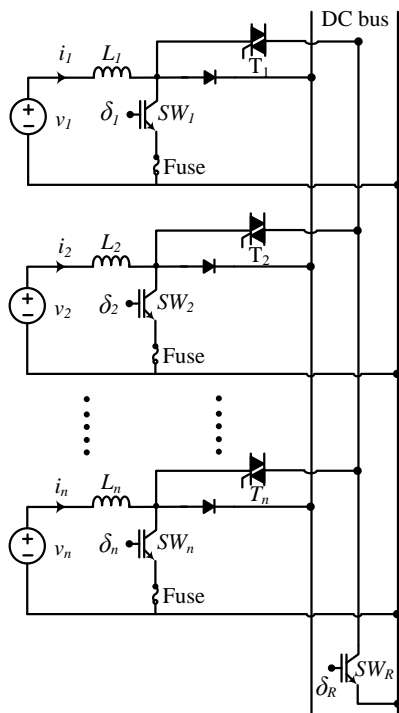 DC bus
i1
L1
T1
δ1
SW1
v1
Fuse
i2
L2
T2
δ2
SW2
v2
Fuse
in
Ln
Tn
δn
SWn
vn
Fuse
δR
SWR